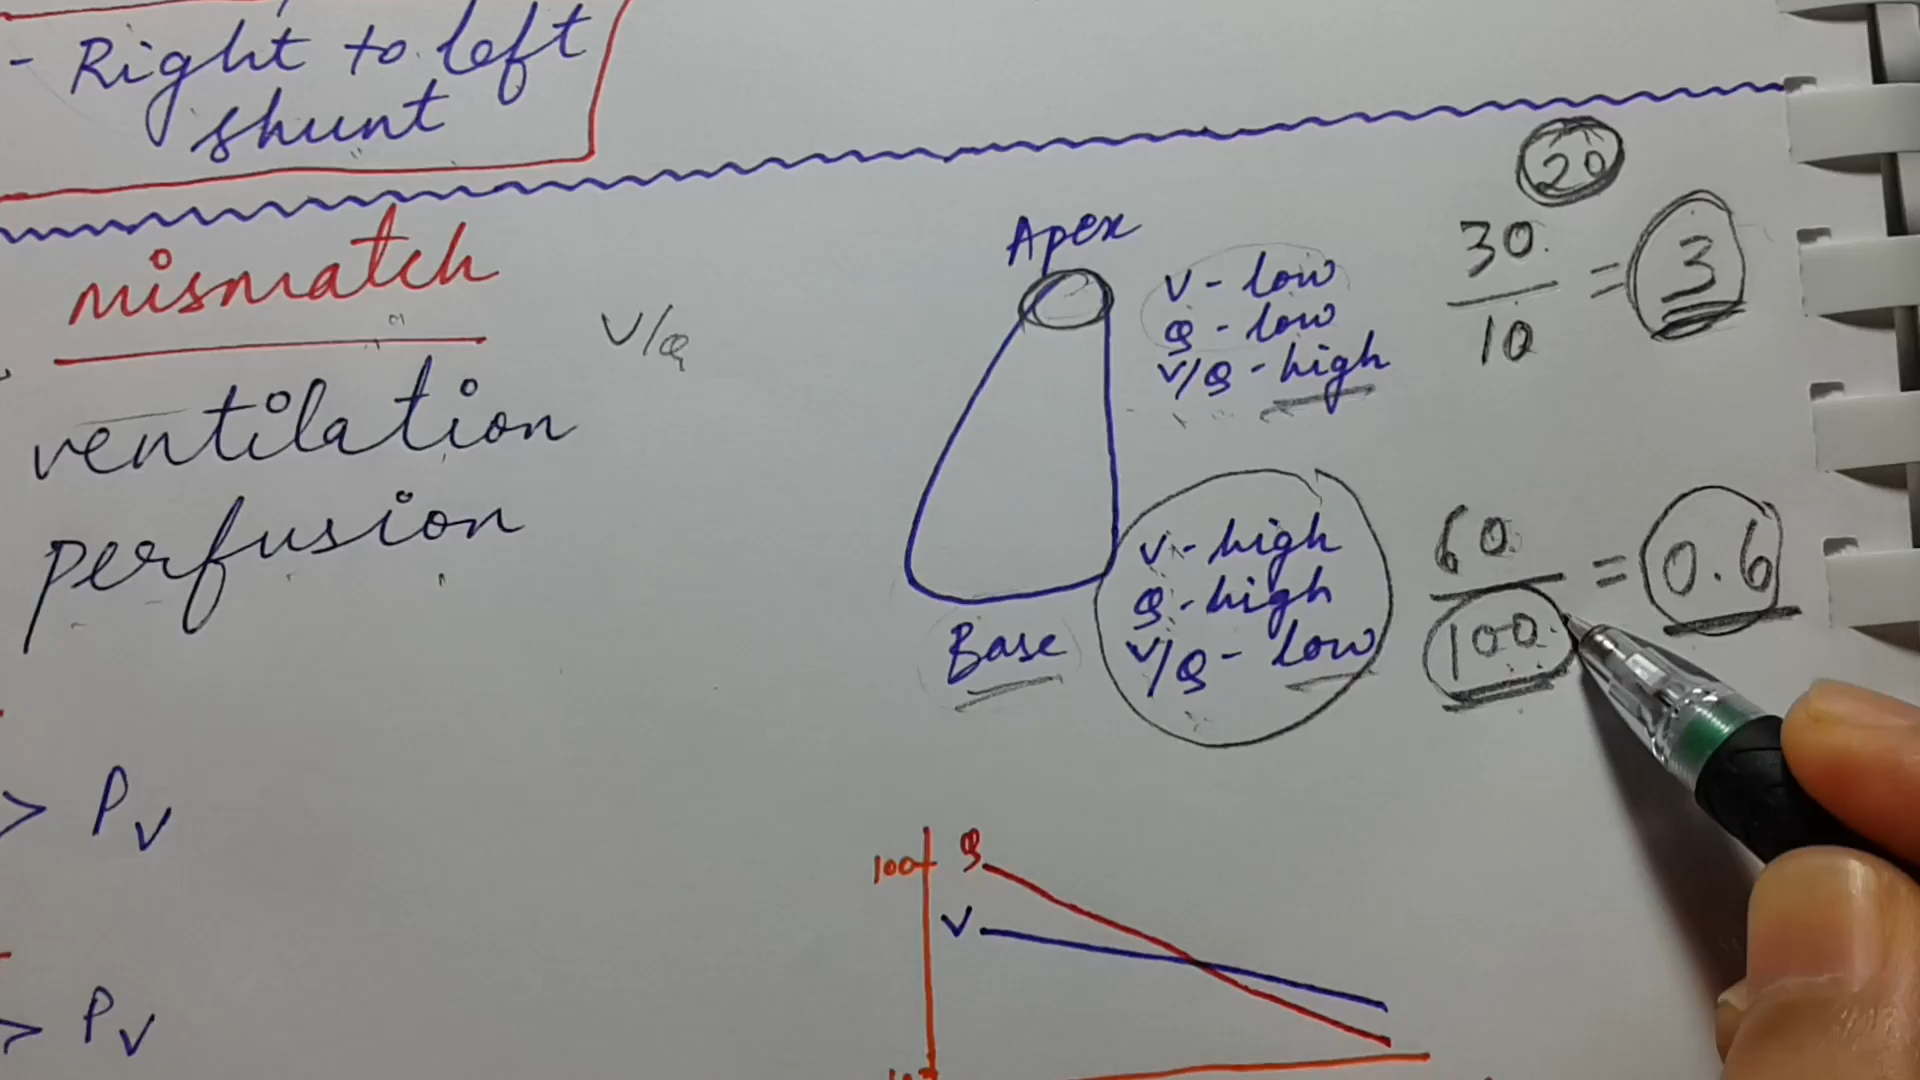 - Right to left
shunt
mismatch
ventilation
perfusion
V/Q
Apex
V - low
Q - low
V/Q - high
20
30
10
= 3
Base
V - high
Q - high
V/Q - low
60
100
= 0.6
> PV
> PV
100
Q
V